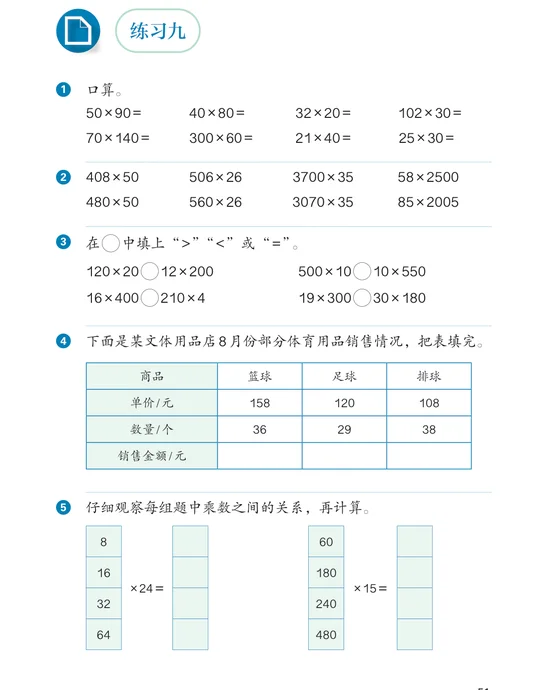 练习九
1 口算。
50×90= 40×80= 32×20= 102×30=
70×140= 300×60= 21×40= 25×30=
2 408×50 506×26 3700×35 58×2500
480×50 560×26 3070×35 85×2005
3 在○中填上“>”“<”或“=”。
120×20○12×200 500×10○10×550
16×400○210×4 19×300○30×180
4 下面是某文体用品店8月份部分体育用品销售情况，把表填完。
商品 篮球 足球 排球
单价/元 158 120 108
数量/个 36 29 38
销售金额/元
5 仔细观察每组题中乘数之间的关系，再计算。
8 60
16 180
×24= ×15=
32 240
64 480